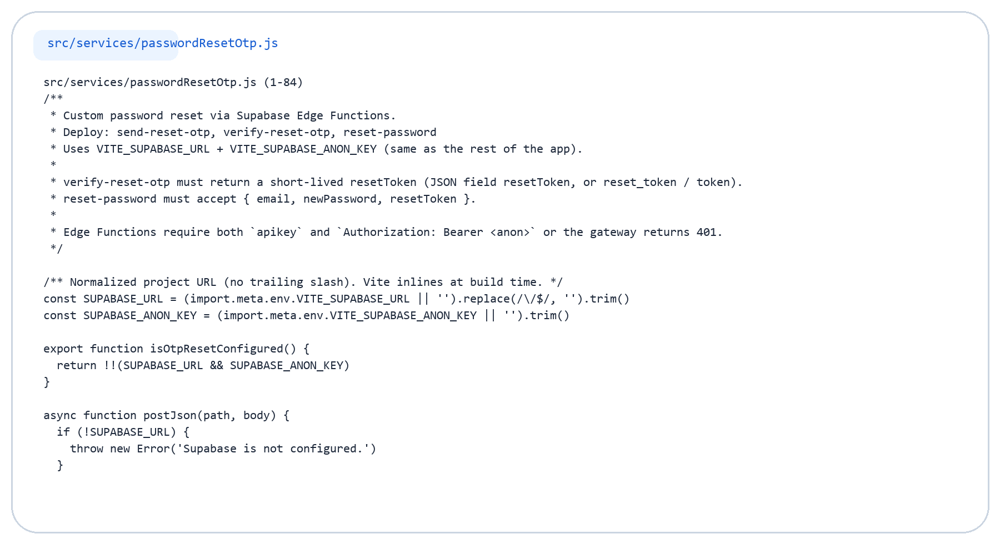 src/services/passwordResetOtp.js
src/services/passwordResetOtp.js (1-84)
/**
 * Custom password reset via Supabase Edge Functions.
 * Deploy: send-reset-otp, verify-reset-otp, reset-password
 * Uses VITE_SUPABASE_URL + VITE_SUPABASE_ANON_KEY (same as the rest of the app).
 *
 * verify-reset-otp must return a short-lived resetToken (JSON field resetToken, or reset_token / token).
 * reset-password must accept { email, newPassword, resetToken }.
 *
 * Edge Functions require both `apikey` and `Authorization: Bearer <anon>` or the gateway returns 401.
 */

/** Normalized project URL (no trailing slash). Vite inlines at build time. */
const SUPABASE_URL = (import.meta.env.VITE_SUPABASE_URL || '').replace(/\/$/, '').trim()
const SUPABASE_ANON_KEY = (import.meta.env.VITE_SUPABASE_ANON_KEY || '').trim()

export function isOtpResetConfigured() {
  return !!(SUPABASE_URL && SUPABASE_ANON_KEY)
}

async function postJson(path, body) {
  if (!SUPABASE_URL) {
    throw new Error('Supabase is not configured.')
  }